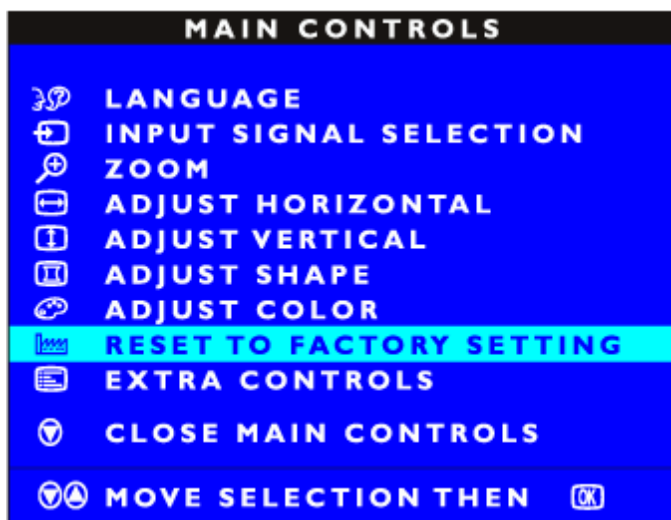 MAIN CONTROLS
LANGUAGE
INPUT SIGNAL SELECTION
ZOOM
ADJUST HORIZONTAL
ADJUST VERTICAL
ADJUST SHAPE
ADJUST COLOR
RESET TO FACTORY SETTING
EXTRA CONTROLS
CLOSE MAIN CONTROLS
MOVE SELECTION THEN OK